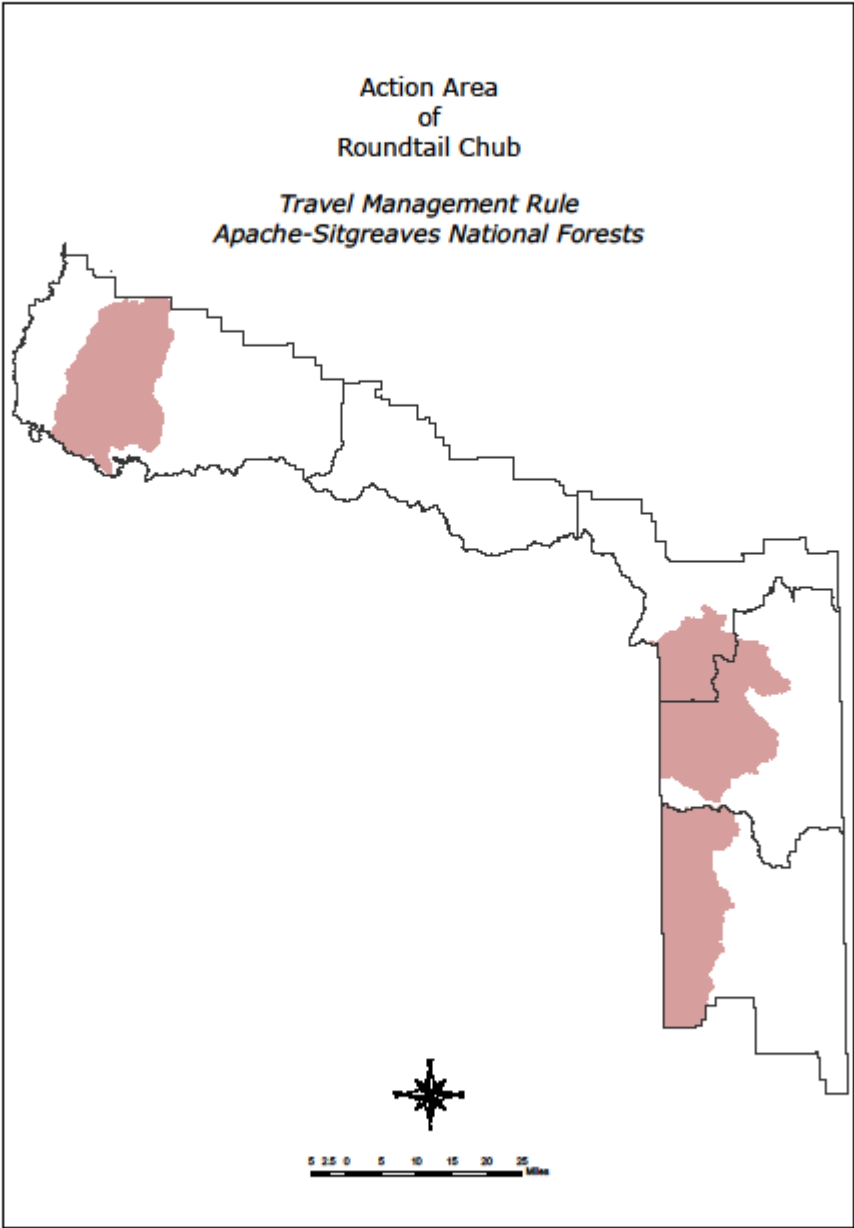 Action Area
of
Roundtail Chub
Travel Management Rule
Apache-Sitgreaves National Forests
5 2.5 0 5 10 15 20 25
Miles